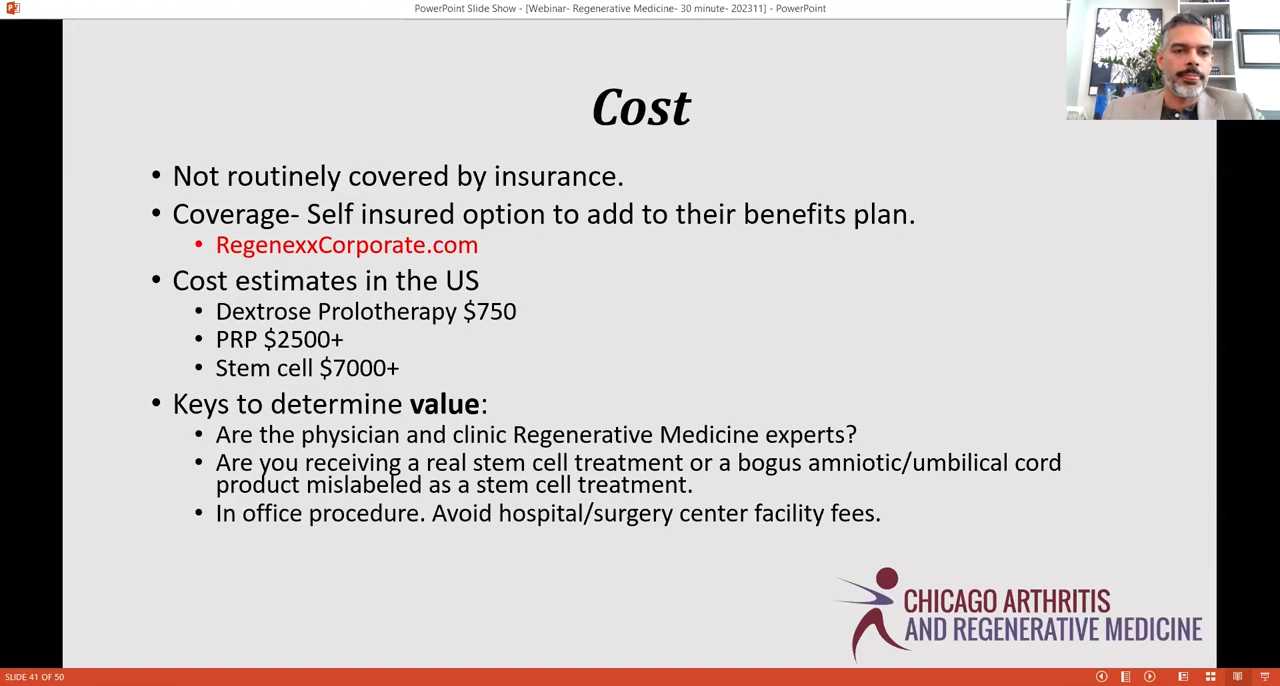 PowerPoint Slide Show - [Webinar- Regenerative Medicine- 30 minute- 202311] - PowerPoint
Cost
• Not routinely covered by insurance.
• Coverage- Self insured option to add to their benefits plan.
• RegenexxCorporate.com
• Cost estimates in the US
• Dextrose Prolotherapy $750
• PRP $2500+
• Stem cell $7000+
• Keys to determine value:
• Are the physician and clinic Regenerative Medicine experts?
• Are you receiving a real stem cell treatment or a bogus amniotic/umbilical cord
product mislabeled as a stem cell treatment.
• In office procedure. Avoid hospital/surgery center facility fees.
CHICAGO ARTHRITIS
AND REGENERATIVE MEDICINE
SLIDE 41 OF 50